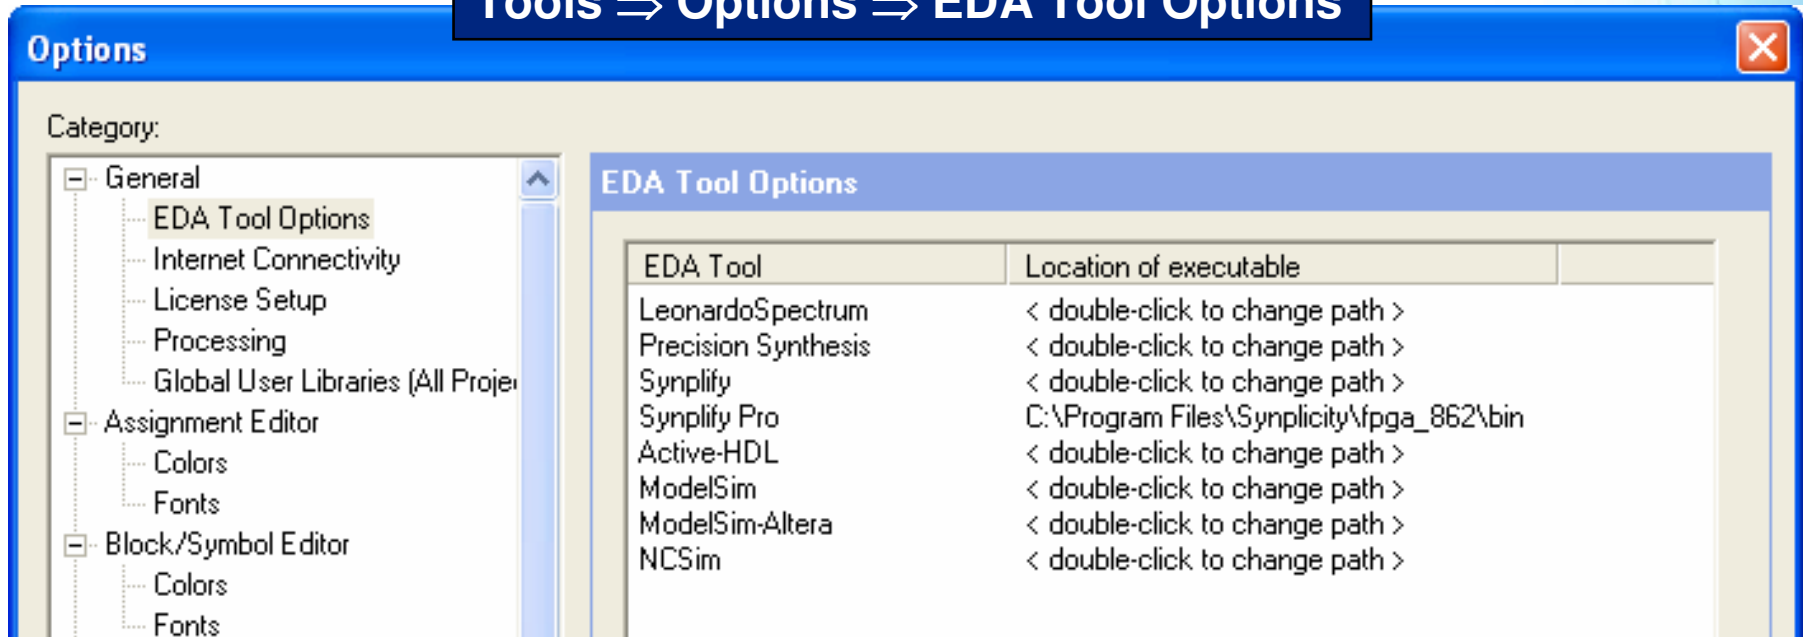 Tools ⇒ Options ⇒ EDA Tool Options
Options
Category:
General
EDA Tool Options
Internet Connectivity
License Setup
Processing
Global User Libraries (All Proje
Assignment Editor
Colors
Fonts
Block/Symbol Editor
Colors
Fonts
EDA Tool Options
EDA Tool Location of executable
LeonardoSpectrum < double-click to change path >
Precision Synthesis < double-click to change path >
Synplify < double-click to change path >
Synplify Pro C:\Program Files\Synplicity\fpga_862\bin
Active-HDL < double-click to change path >
ModelSim < double-click to change path >
ModelSim-Altera < double-click to change path >
NCSim < double-click to change path >